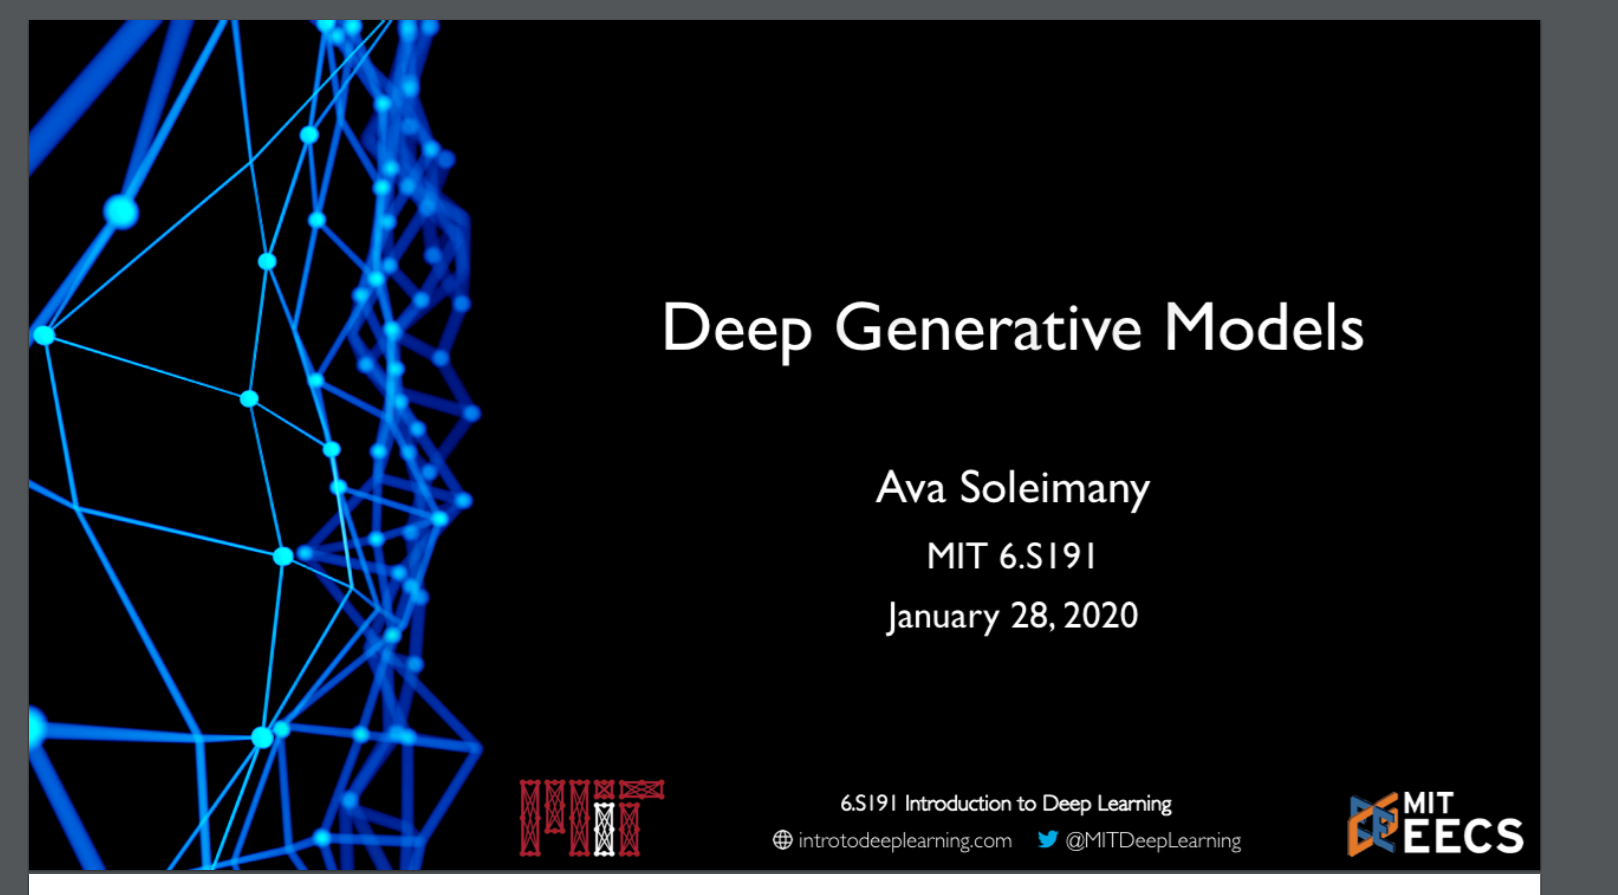 Deep Generative Models
Ava Soleimany
MIT 6.S191
January 28, 2020
MIT
6.S191 Introduction to Deep Learning
introtodeeplearning.com @MITDeepLearning
MIT
EECS